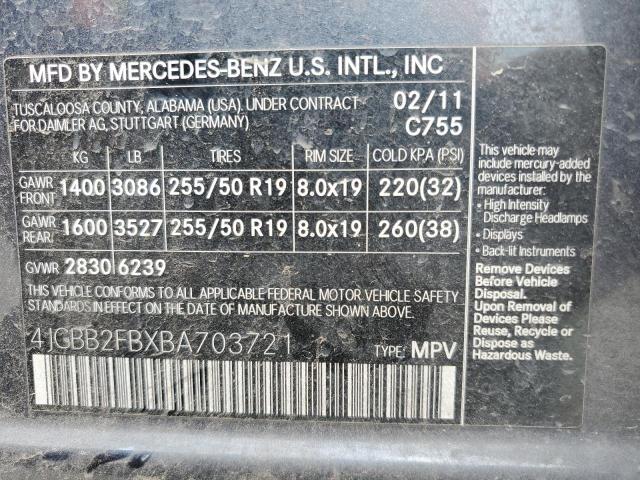 MFD BY MERCEDES-BENZ U.S. INTL., INC
TUSCALOOSA COUNTY, ALABAMA (USA). UNDER CONTRACT
FOR DAIMLER AG, STUTTGART (GERMANY)
02/11
C755
KG LB TIRES RIM SIZE COLD KPA (PSI)
GAWR FRONT 1400 3086 255/50 R19 8.0x19 220(32)
GAWR REAR 1600 3527 255/50 R19 8.0x19 260(38)
GVWR 2830 6239
THIS VEHICLE CONFORMS TO ALL APPLICABLE FEDERAL MOTOR VEHICLE SAFETY
STANDARDS IN EFFECT ON THE DATE OF MANUFACTURE SHOWN ABOVE.
4JGBB2FBXBA703721
TYPE: MPV
This vehicle may
include mercury-added
devices installed by the
manufacturer:
• High Intensity
Discharge Headlamps
• Displays
• Back-lit Instruments
Remove Devices
Before Vehicle
Disposal.
Upon Removal of
Devices Please
Reuse, Recycle or
Dispose as
Hazardous Waste.